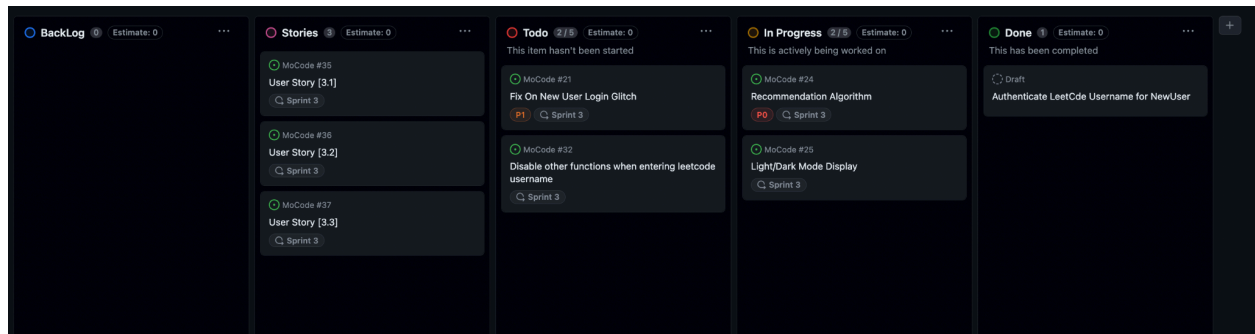 BackLog 0 Estimate: 0 ...
Stories 3 Estimate: 0 ...
MoCode #35
User Story [3.1]
Sprint 3
MoCode #36
User Story [3.2]
Sprint 3
MoCode #37
User Story [3.3]
Sprint 3
Todo 2 / 5 Estimate: 0 ...
This item hasn't been started
MoCode #21
Fix On New User Login Glitch
P1 Sprint 3
MoCode #32
Disable other functions when entering leetcode
username
Sprint 3
In Progress 2 / 5 Estimate: 0 ...
This is actively being worked on
MoCode #24
Recommendation Algorithm
P0 Sprint 3
MoCode #25
Light/Dark Mode Display
Sprint 3
Done 1 Estimate: 0 ...
This has been completed
Draft
Authenticate LeetCde Username for NewUser
+